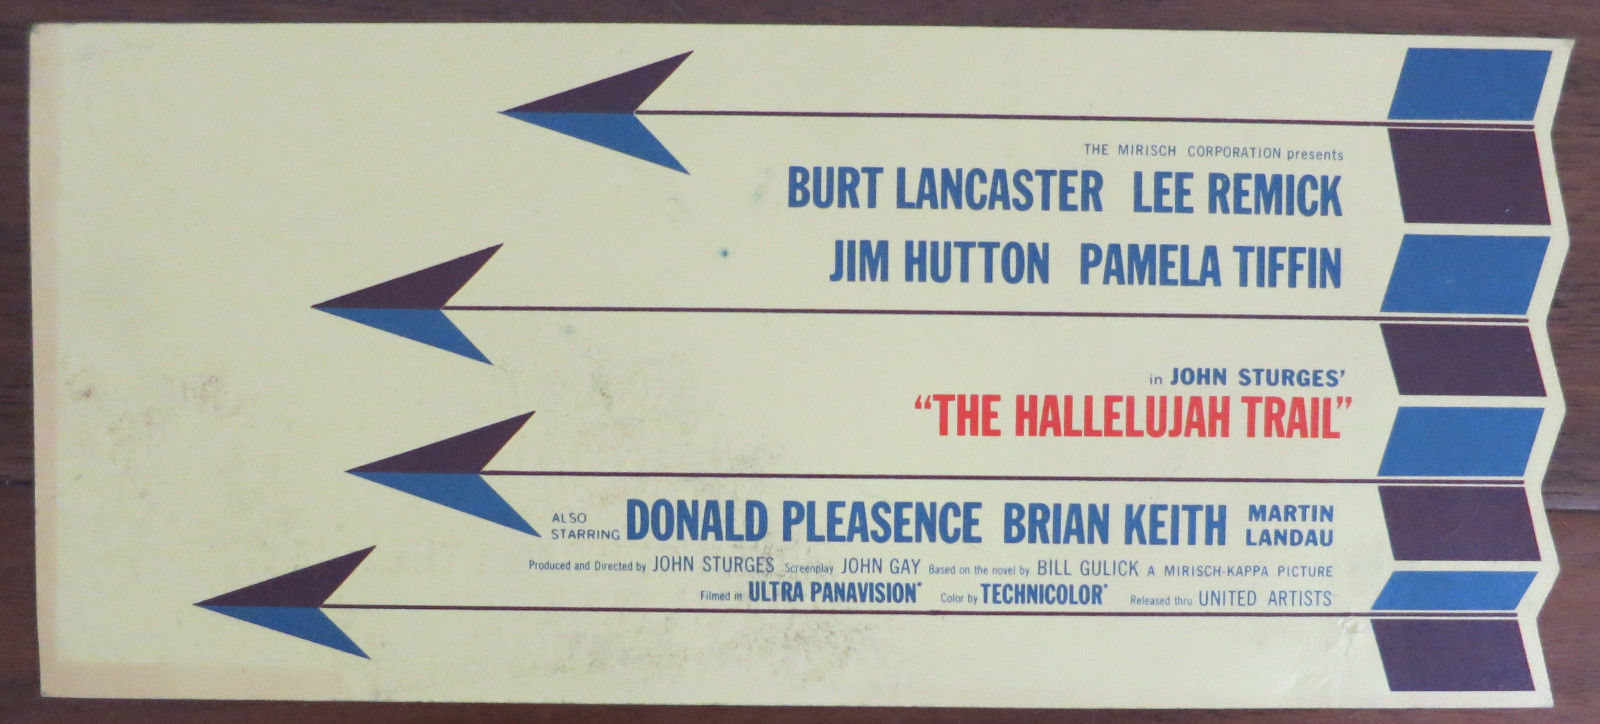 THE MIRISCH CORPORATION presents
BURT LANCASTER LEE REMICK
JIM HUTTON PAMELA TIFFIN
in JOHN STURGES'
“THE HALLELUJAH TRAIL”
ALSO STARRING DONALD PLEASENCE BRIAN KEITH MARTIN LANDAU
Produced and Directed by JOHN STURGES Screenplay JOHN GAY Based on the novel by BILL GULICK A MIRISCH-KAPPA PICTURE
Filmed in ULTRA PANAVISION® Color by TECHNICOLOR® Released thru UNITED ARTISTS